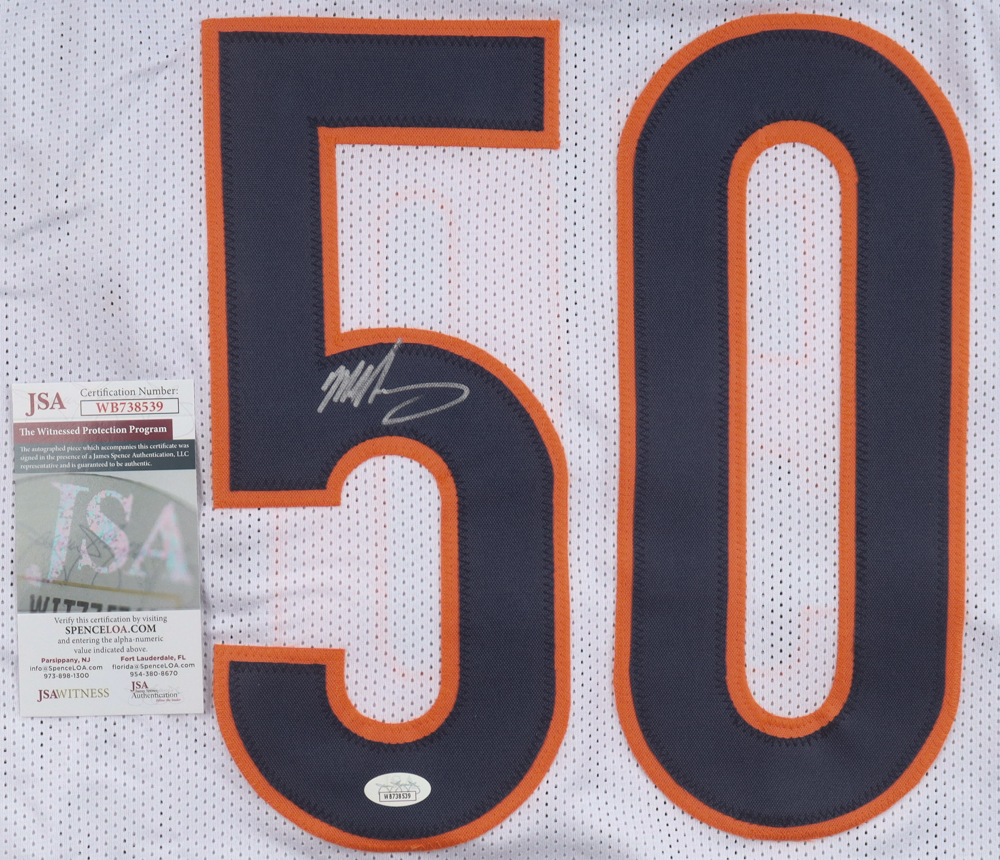 50
JSA
Certification Number:
WB738539
The Witnessed Protection Program
The autographed piece which accompanies this certificate was
signed in the presence of a James Spence Authentication, LLC
representative and is guaranteed to be authentic.
JSA
Verify this certification by visiting
SPENCELOA.COM
and entering the alpha-numeric
value indicated above.
Parsippany, NJ
info@SpenceLOA.com
973-898-1300
Fort Lauderdale, FL
florida@SpenceLOA.com
954-380-8670
JSAWITNESS
JSA
Authentication
WB738539